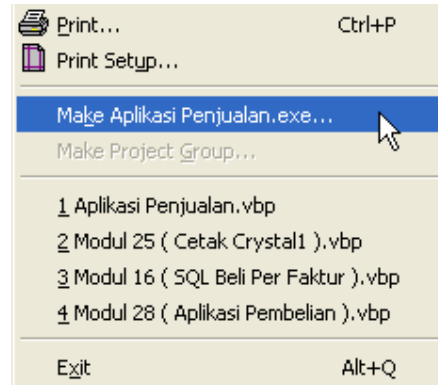 Print... Ctrl+P
Print Setup...
Make Aplikasi Penjualan.exe...
Make Project Group...
1 Aplikasi Penjualan.vbp
2 Modul 25 ( Cetak Crystal1 ).vbp
3 Modul 16 ( SQL Beli Per Faktur ).vbp
4 Modul 28 ( Aplikasi Pembelian ).vbp
Exit Alt+Q